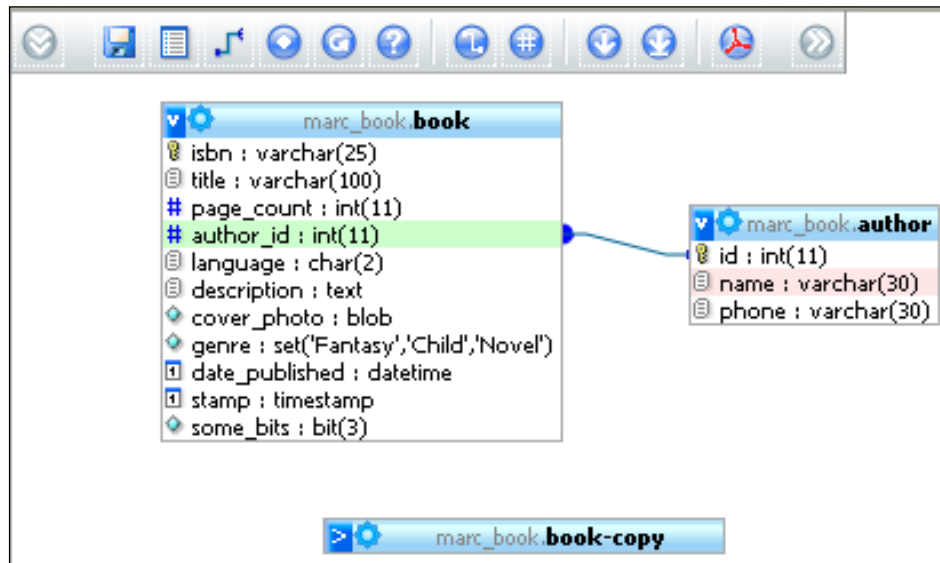 marc_book.book
isbn : varchar(25)
title : varchar(100)
# page_count : int(11)
# author_id : int(11)
language : char(2)
description : text
cover_photo : blob
genre : set('Fantasy','Child','Novel')
date_published : datetime
stamp : timestamp
some_bits : bit(3)
marc_book.author
id : int(11)
name : varchar(30)
phone : varchar(30)
marc_book.book-copy